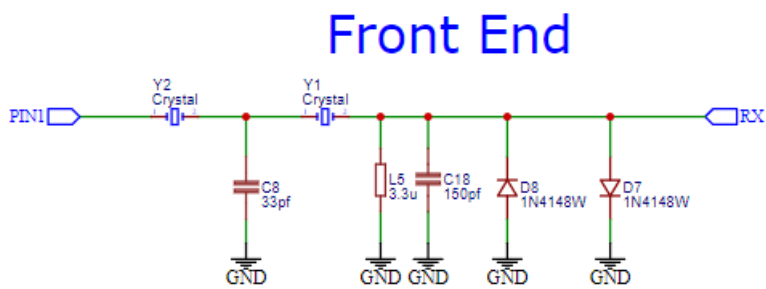 Front End
Y2
Crystal
Y1
Crystal
PIN1
RX
C8
33pf
L5
3.3u
C18
150pf
D8
1N4148W
D7
1N4148W
GND
GND
GND
GND
GND